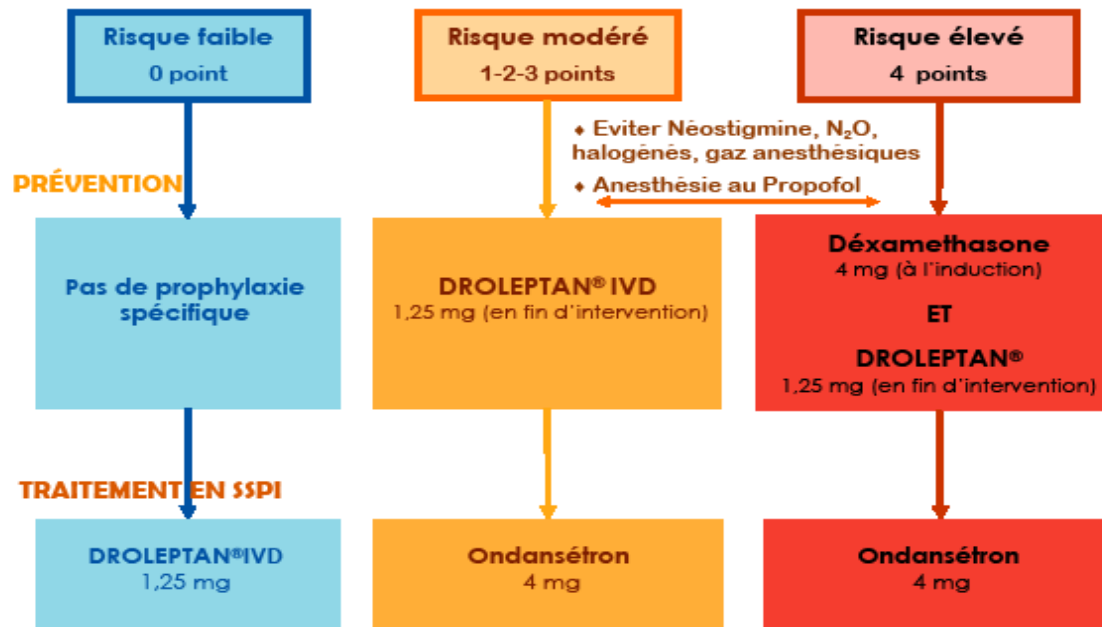 Risque faible
0 point
Risque modéré
1-2-3 points
Risque élevé
4 points
♦ Eviter Néostigmine, N₂O,
halogénés, gaz anesthésiques
♦ Anesthésie au Propofol
PRÉVENTION
Pas de prophylaxie
spécifique
DROLEPTAN® IVD
1,25 mg (en fin d'intervention)
Déxamethasone
4 mg (à l'induction)
ET
DROLEPTAN®
1,25 mg (en fin d'intervention)
TRAITEMENT EN SSPI
DROLEPTAN®IVD
1,25 mg
Ondansétron
4 mg
Ondansétron
4 mg